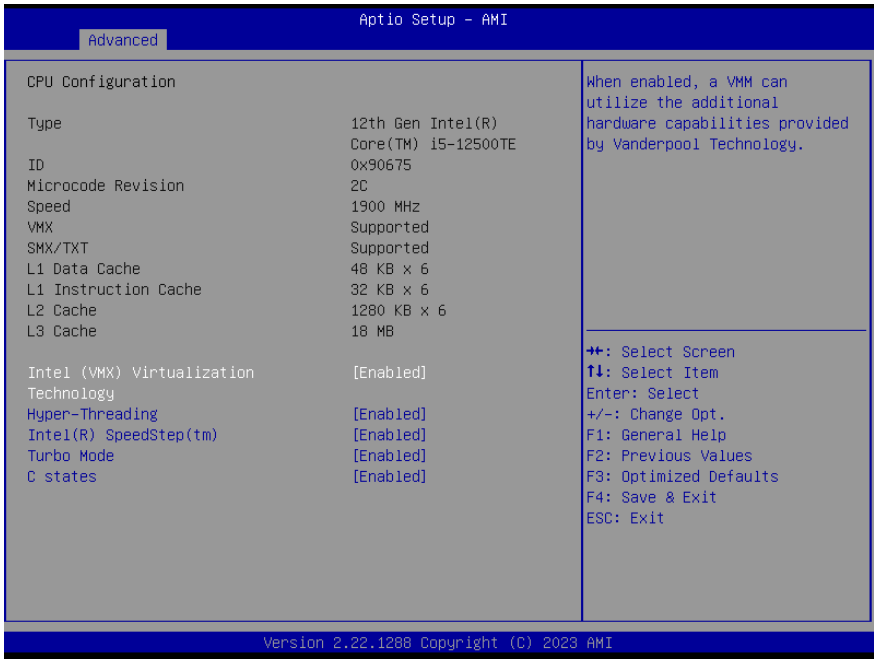 Aptio Setup – AMI
Advanced
CPU Configuration
Type 12th Gen Intel(R)
Core(TM) i5-12500TE
ID 0x90675
Microcode Revision 2C
Speed 1900 MHz
VMX Supported
SMX/TXT Supported
L1 Data Cache 48 KB x 6
L1 Instruction Cache 32 KB x 6
L2 Cache 1280 KB x 6
L3 Cache 18 MB
Intel (VMX) Virtualization [Enabled]
Technology
Hyper-Threading [Enabled]
Intel(R) SpeedStep(tm) [Enabled]
Turbo Mode [Enabled]
C states [Enabled]
When enabled, a VMM can
utilize the additional
hardware capabilities provided
by Vanderpool Technology.
→←: Select Screen
↑↓: Select Item
Enter: Select
+/-: Change Opt.
F1: General Help
F2: Previous Values
F3: Optimized Defaults
F4: Save & Exit
ESC: Exit
Version 2.22.1288 Copyright (C) 2023 AMI